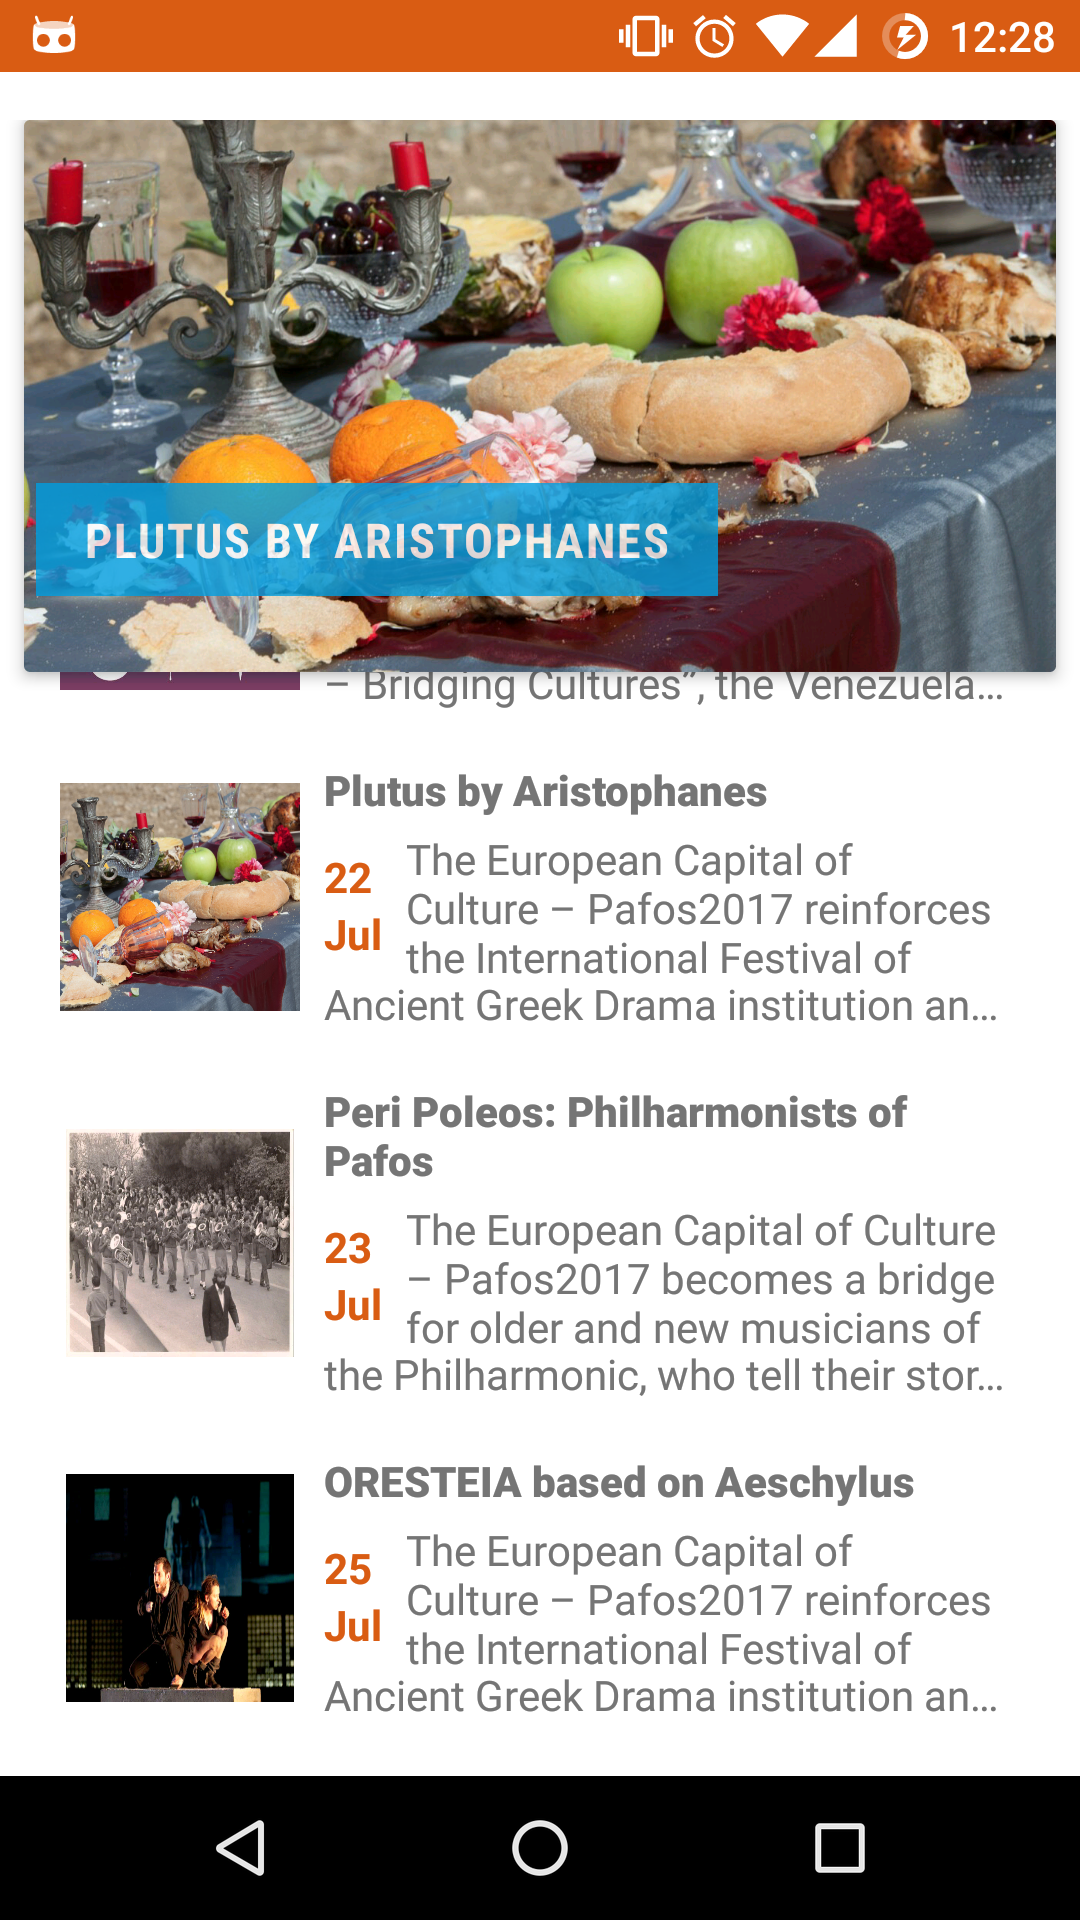 12:28
PLUTUS BY ARISTOPHANES
– Bridging Cultures”, the Venezuela...
Plutus by Aristophanes
22
Jul
The European Capital of
Culture – Pafos2017 reinforces
the International Festival of
Ancient Greek Drama institution an...
Peri Poleos: Philharmonists of
Pafos
23
Jul
The European Capital of Culture
– Pafos2017 becomes a bridge
for older and new musicians of
the Philharmonic, who tell their stor...
ORESTEIA based on Aeschylus
25
Jul
The European Capital of
Culture – Pafos2017 reinforces
the International Festival of
Ancient Greek Drama institution an...